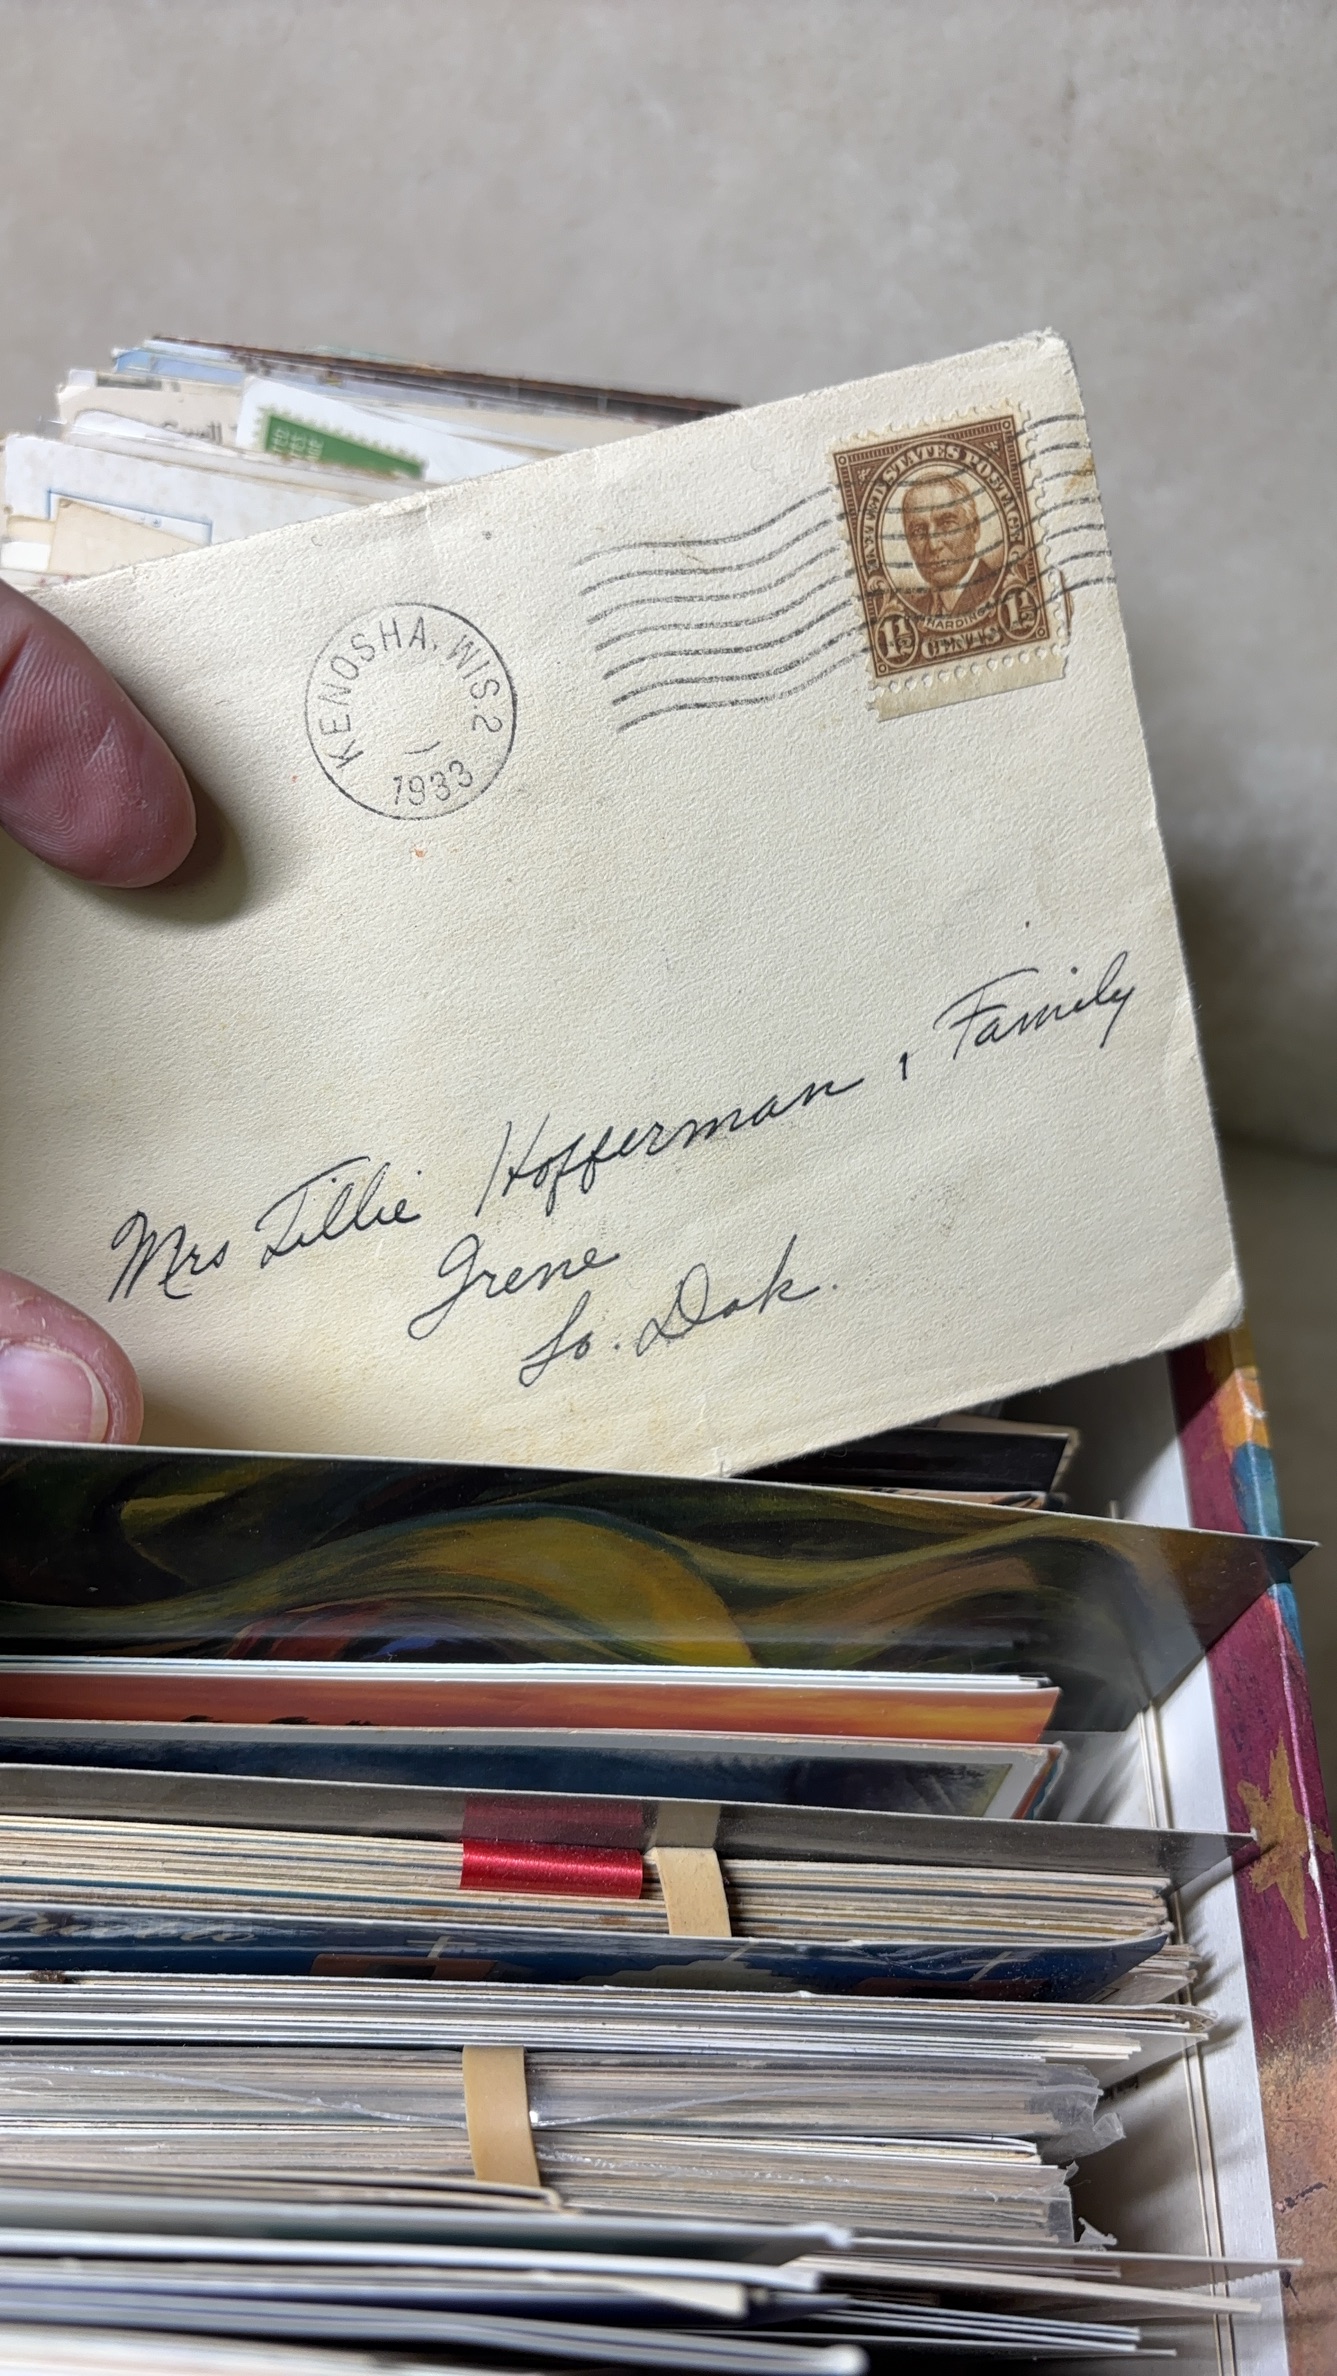 UNITED STATES POSTAGE
HARDING
1½ CENTS 1½
KENOSHA, WIS. 2
1933
Mrs Tillie Hofferman, Family
Irene
So. Dak.